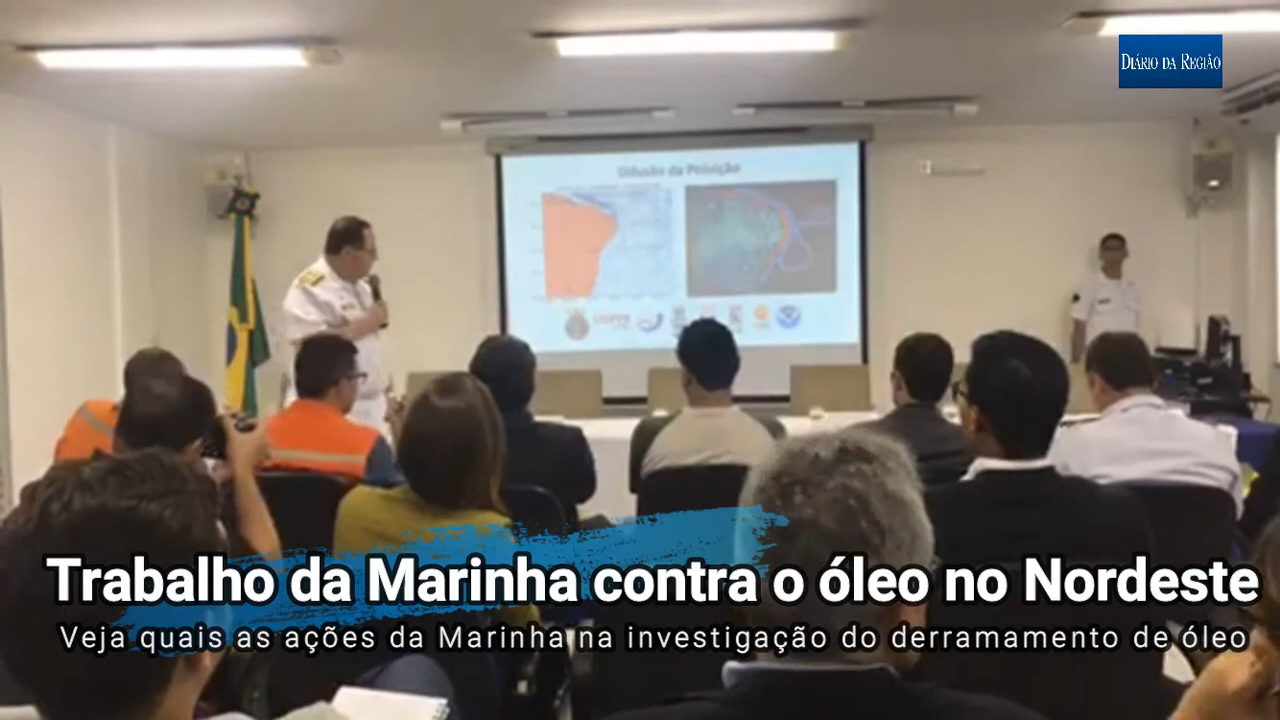 DIÁRIO DA REGIÃO
Difusão da Poluição
Trabalho da Marinha contra o óleo no Nordeste
Veja quais as ações da Marinha na investigação do derramamento de óleo